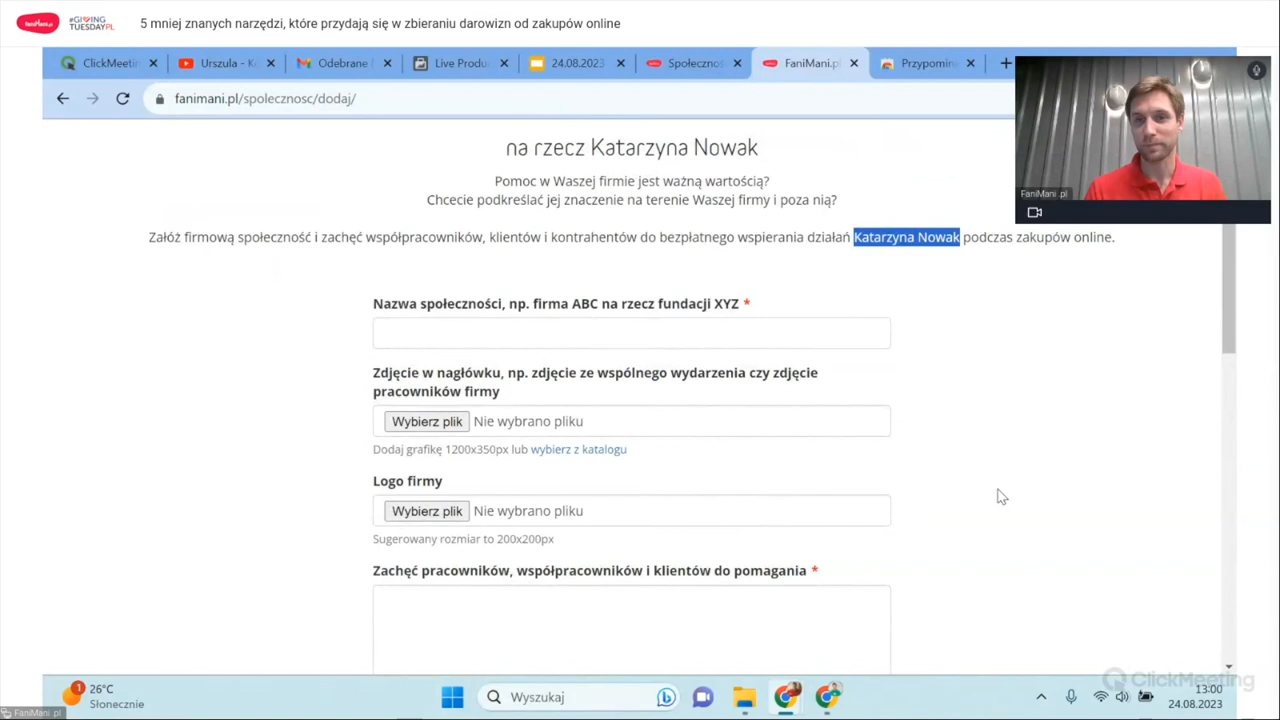 FaniMani.pl
#GIVING
TUESDAYPL
5 mniej znanych narzędzi, które przydają się w zbieraniu darowizn od zakupów online
ClickMeetin
Urszula - Ka
Odebrane
Live Produ
24.08.2023
Społecznos
FaniMani.pl
Przypomin
fanimani.pl/spolecznosc/dodaj/
FaniMani .pl
na rzecz Katarzyna Nowak
Pomoc w Waszej firmie jest ważną wartością?
Chcecie podkreślać jej znaczenie na terenie Waszej firmy i poza nią?
Załóż firmową społeczność i zachęć współpracowników, klientów i kontrahentów do bezpłatnego wspierania działań Katarzyna Nowak podczas zakupów online.
Nazwa społeczności, np. firma ABC na rzecz fundacji XYZ *
Zdjęcie w nagłówku, np. zdjęcie ze wspólnego wydarzenia czy zdjęcie
pracowników firmy
Wybierz plik Nie wybrano pliku
Dodaj grafikę 1200x350px lub wybierz z katalogu
Logo firmy
Wybierz plik Nie wybrano pliku
Sugerowany rozmiar to 200x200px
Zachęć pracowników, współpracowników i klientów do pomagania *
ClickMeeting
1
26°C
Słonecznie
Wyszukaj
13:00
24.08.2023
FaniMani .pl